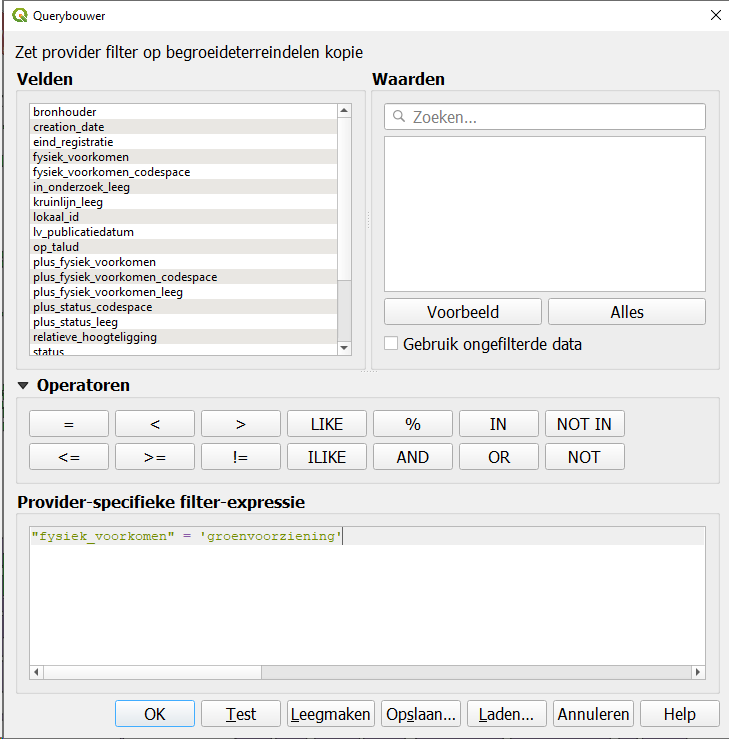 Querybouwer
Zet provider filter op begroeideterreindelen kopie
Velden
bronhouder
creation_date
eind_registratie
fysiek_voorkomen
fysiek_voorkomen_codespace
in_onderzoek_leeg
kruinlijn_leeg
lokaal_id
lv_publicatiedatum
op_talud
plus_fysiek_voorkomen
plus_fysiek_voorkomen_codespace
plus_fysiek_voorkomen_leeg
plus_status_codespace
plus_status_leeg
relatieve_hoogteligging
status
Waarden
Zoeken...
Voorbeeld Alles
Gebruik ongefilterde data
Operatoren
= < > LIKE % IN NOT IN
<= >= != ILIKE AND OR NOT
Provider-specifieke filter-expressie
"fysiek_voorkomen" = 'groenvoorziening'
OK Test Leegmaken Opslaan... Laden... Annuleren Help